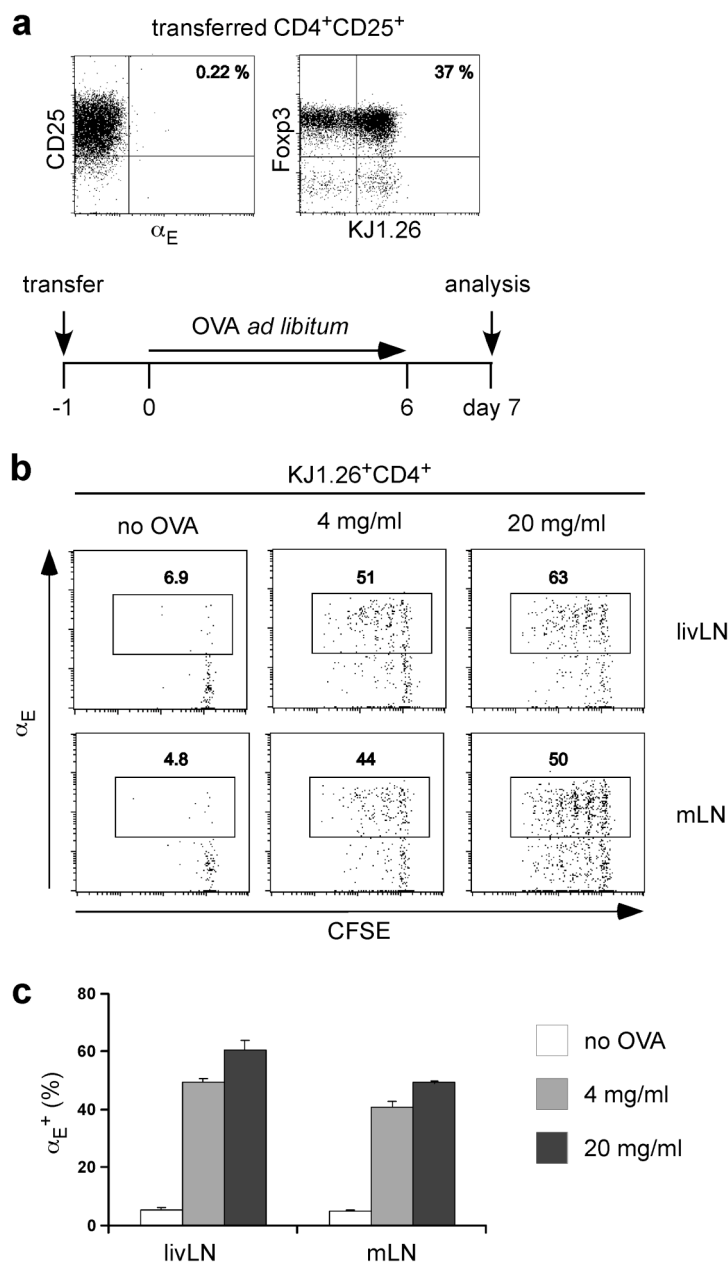 a
transferred CD4+CD25+
0.22 %
37 %
CD25
αE
Foxp3
KJ1.26
transfer
analysis
OVA ad libitum
-1
0
6
day 7
b
KJ1.26+CD4+
no OVA
4 mg/ml
20 mg/ml
6.9
51
63
livLN
4.8
44
50
mLN
αE
CFSE
c
80
60
40
20
0
αE+ (%)
livLN
mLN
no OVA
4 mg/ml
20 mg/ml